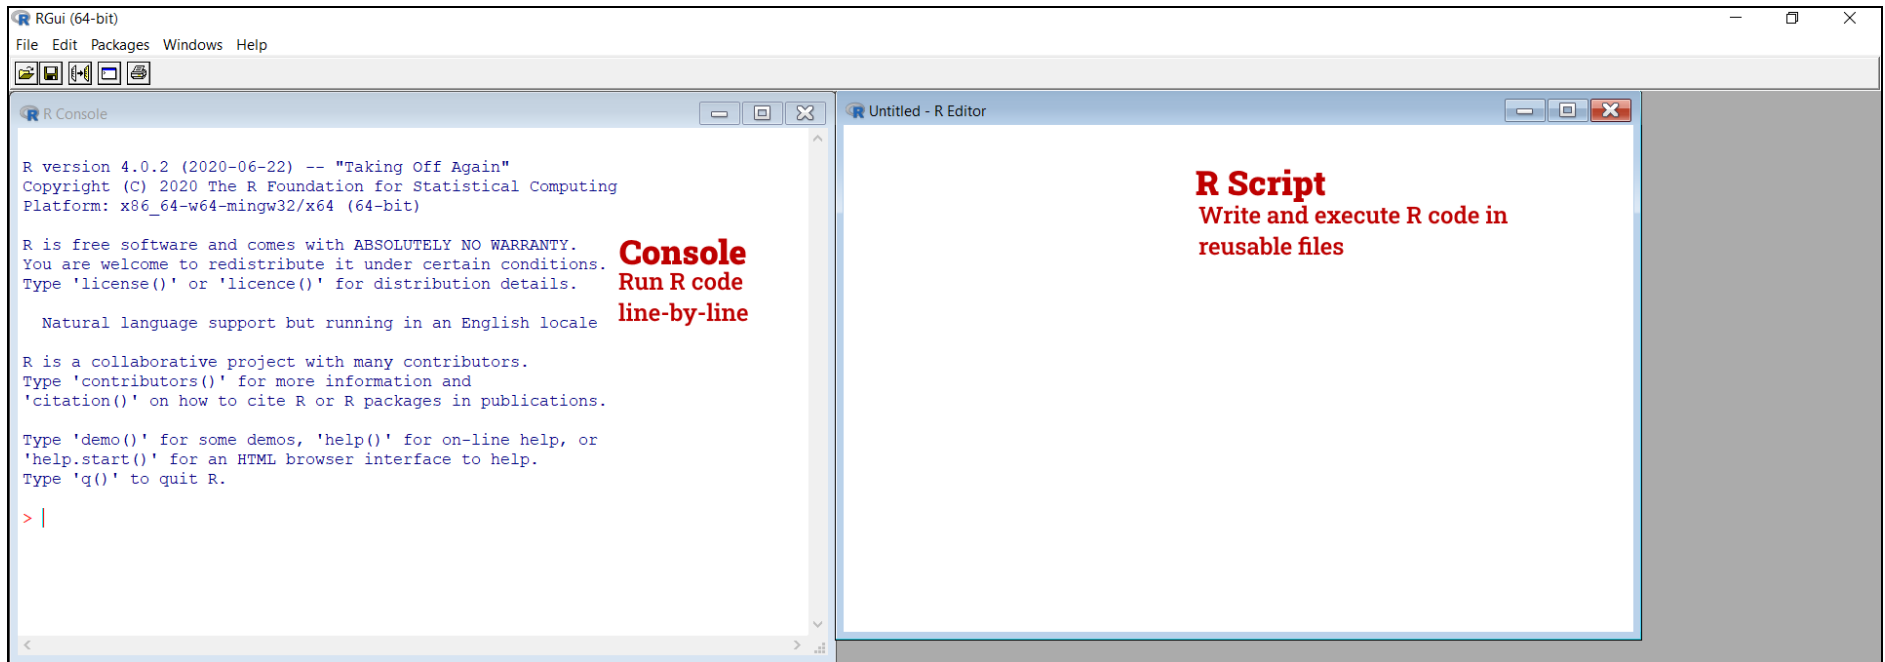 RGui (64-bit)
File Edit Packages Windows Help
R Console
R version 4.0.2 (2020-06-22) -- "Taking Off Again"
Copyright (C) 2020 The R Foundation for Statistical Computing
Platform: x86_64-w64-mingw32/x64 (64-bit)
R is free software and comes with ABSOLUTELY NO WARRANTY.
You are welcome to redistribute it under certain conditions.
Type 'license()' or 'licence()' for distribution details.
Natural language support but running in an English locale
R is a collaborative project with many contributors.
Type 'contributors()' for more information and
'citation()' on how to cite R or R packages in publications.
Type 'demo()' for some demos, 'help()' for on-line help, or
'help.start()' for an HTML browser interface to help.
Type 'q()' to quit R.
>
Console
Run R code
line-by-line
Untitled - R Editor
R Script
Write and execute R code in
reusable files